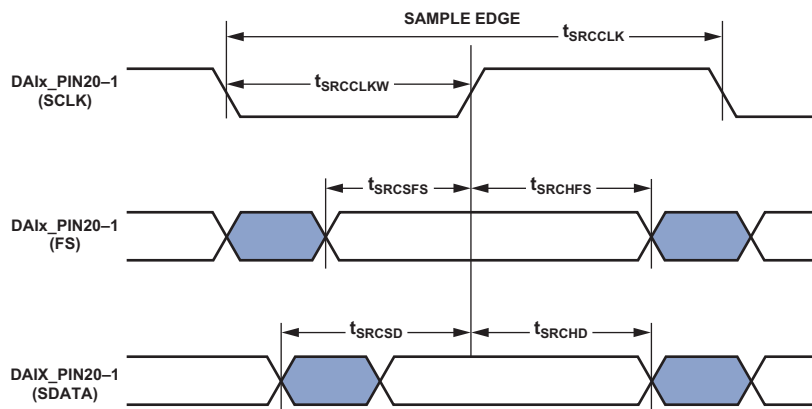 SAMPLE EDGE
tSRCCLK
DAIx_PIN20–1
(SCLK)
tSRCCLKW
tSRCSFS
tSRCHFS
DAIx_PIN20–1
(FS)
tSRCSD
tSRCHD
DAIX_PIN20–1
(SDATA)